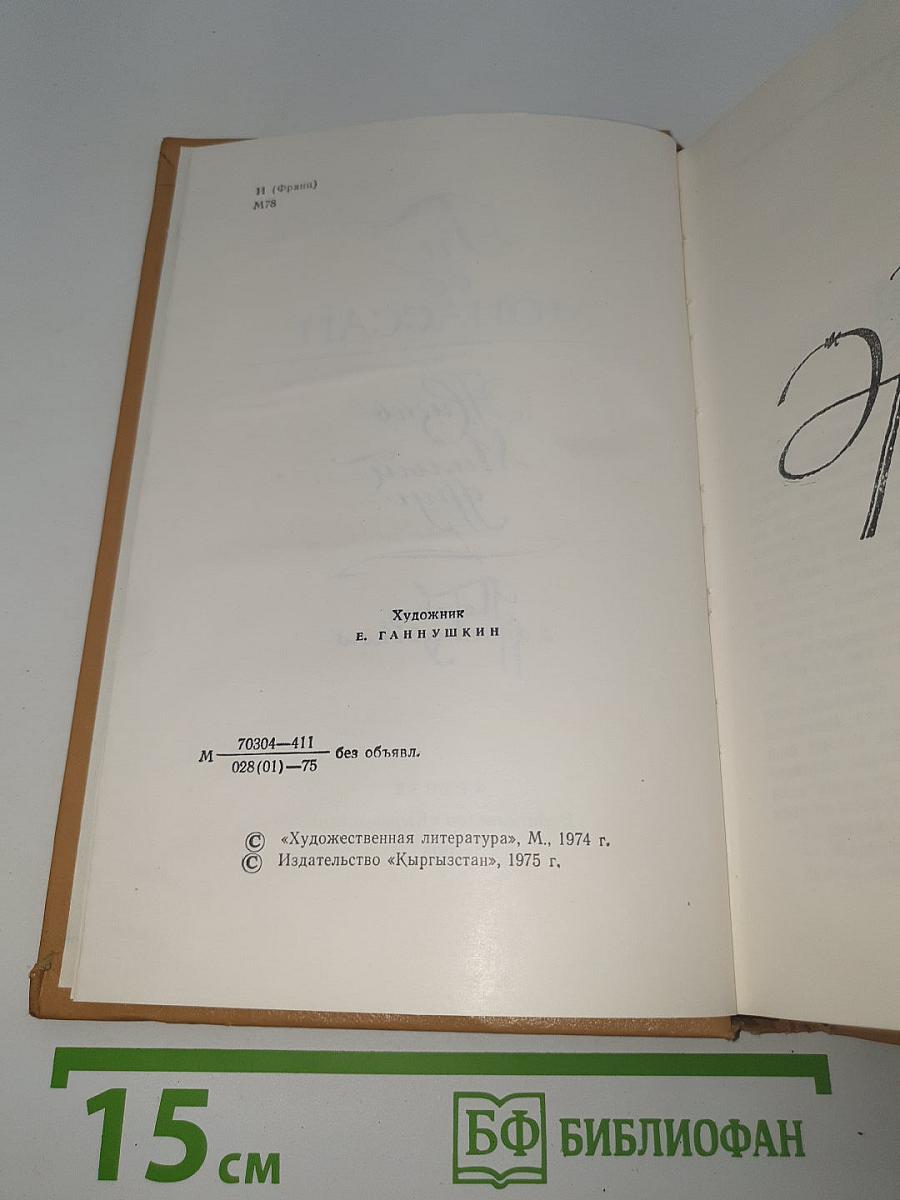 И (Франц)
М78
Художник
Е. ГАННУШКИН
М 70304—411
028(01)—75 без объявл.
© «Художественная литература», М., 1974 г.
© Издательство «Кыргызстан», 1975 г.
15 см
БФ БИБЛИОФАН